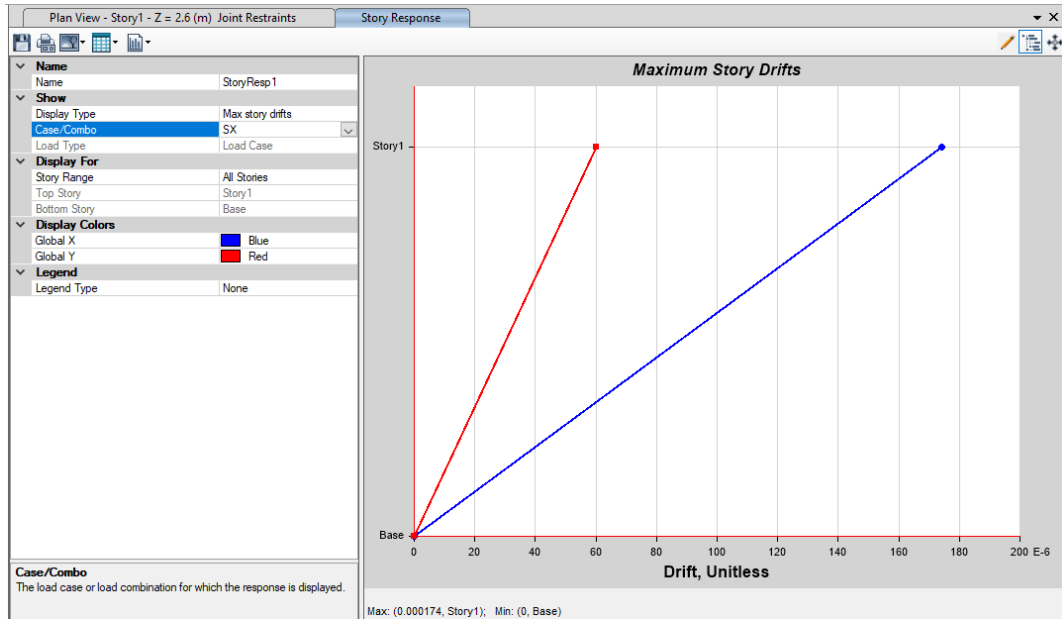 Plan View - Story1 - Z = 2.6 (m) Joint Restraints
Story Response
Name
Name StoryResp1
Show
Display Type Max story drifts
Case/Combo SX
Load Type Load Case
Display For
Story Range All Stories
Top Story Story1
Bottom Story Base
Display Colors
Global X Blue
Global Y Red
Legend
Legend Type None
Case/Combo
The load case or load combination for which the response is displayed.
Maximum Story Drifts
Story1
Base
0 20 40 60 80 100 120 140 160 180 200 E-6
Drift, Unitless
Max: (0.000174, Story1); Min: (0, Base)